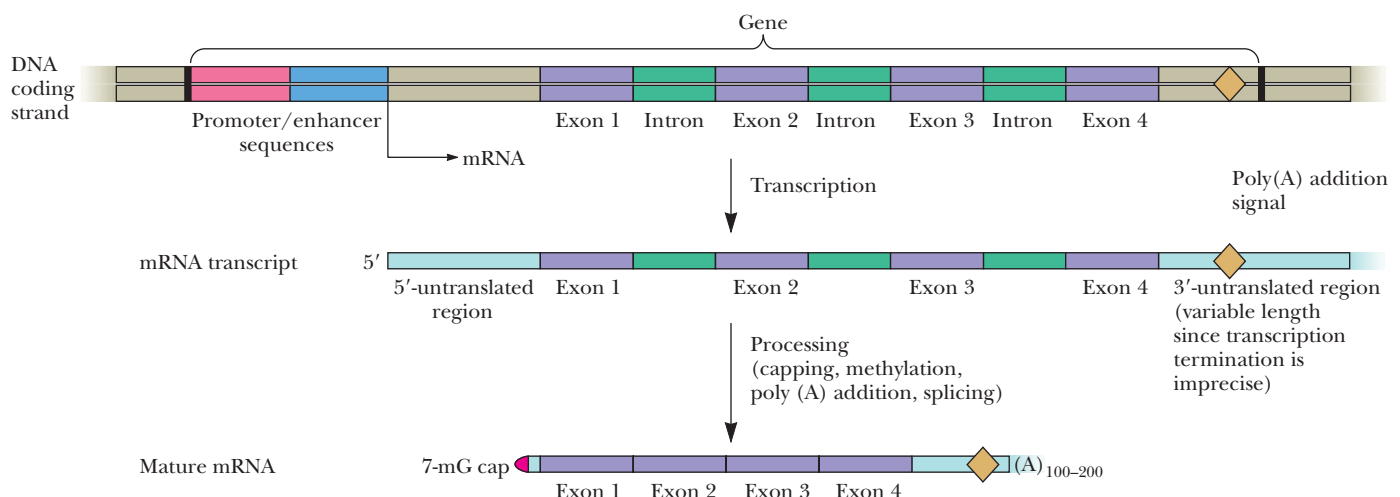 Gene
DNA
coding
strand
Promoter/enhancer
sequences
Exon 1 Intron Exon 2 Intron Exon 3 Intron Exon 4
mRNA
Transcription
Poly(A) addition
signal
mRNA transcript 5′
5′-untranslated
region
Exon 1 Exon 2 Exon 3 Exon 4
3′-untranslated region
(variable length
since transcription
termination is
imprecise)
Processing
(capping, methylation,
poly (A) addition, splicing)
Mature mRNA 7-mG cap (A)100–200
Exon 1 Exon 2 Exon 3 Exon 4